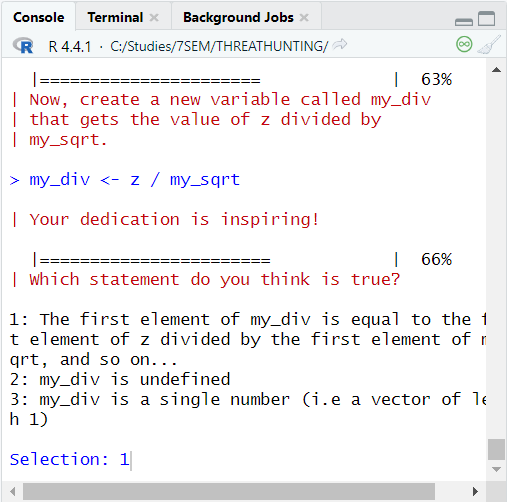 Console Terminal Background Jobs
R R 4.4.1 · C:/Studies/7SEM/THREATHUNTING/
|====================== | 63%
| Now, create a new variable called my_div
| that gets the value of z divided by
| my_sqrt.
> my_div <- z / my_sqrt
| Your dedication is inspiring!
|======================= | 66%
| Which statement do you think is true?
1: The first element of my_div is equal to the f
t element of z divided by the first element of m
qrt, and so on...
2: my_div is undefined
3: my_div is a single number (i.e a vector of le
h 1)
Selection: 1